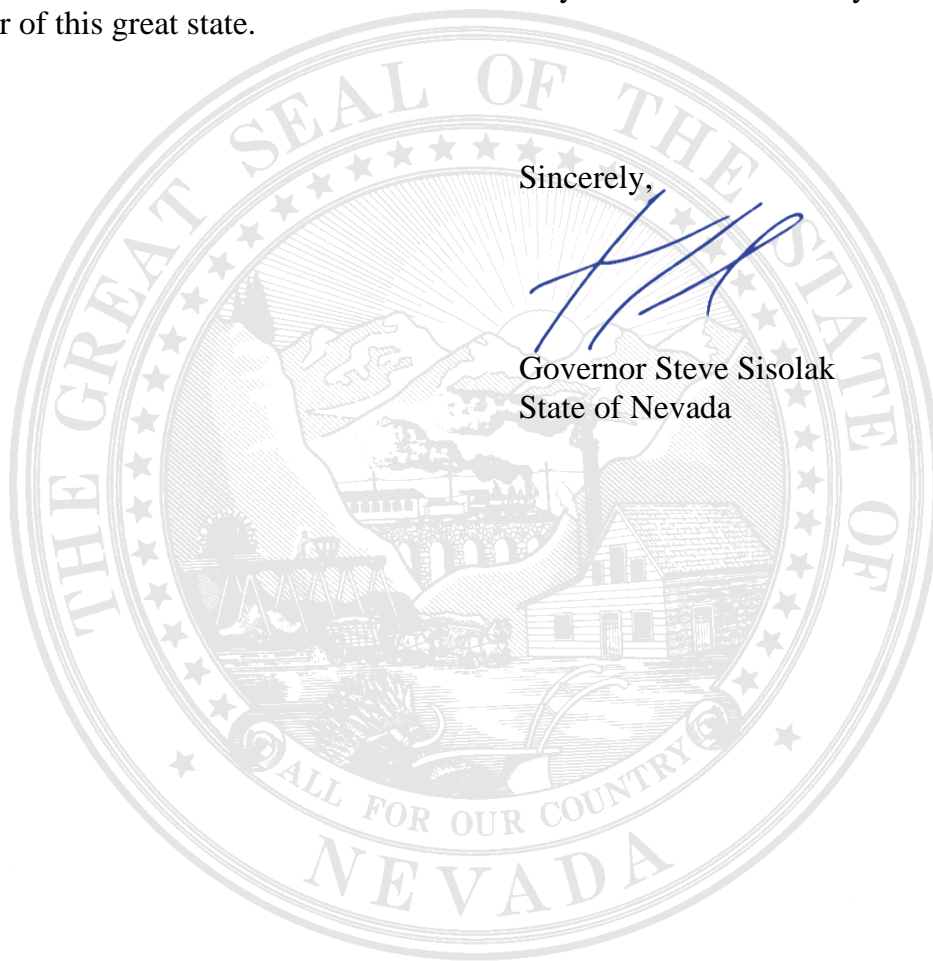 r of this great state.
Sincerely,
Governor Steve Sisolak
State of Nevada
THE GREAT SEAL OF THE STATE OF
NEVADA
ALL FOR OUR COUNTRY